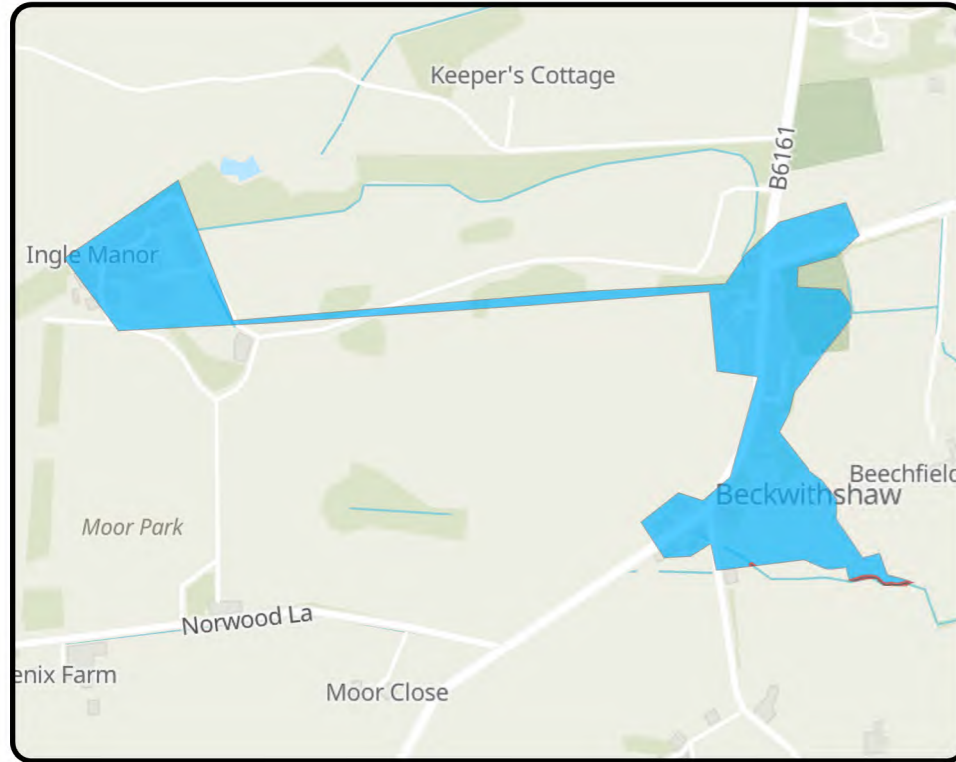 Keeper's Cottage
B6161
Ingle Manor
Beechfield
Beckwithshaw
Moor Park
Norwood La
enix Farm
Moor Close